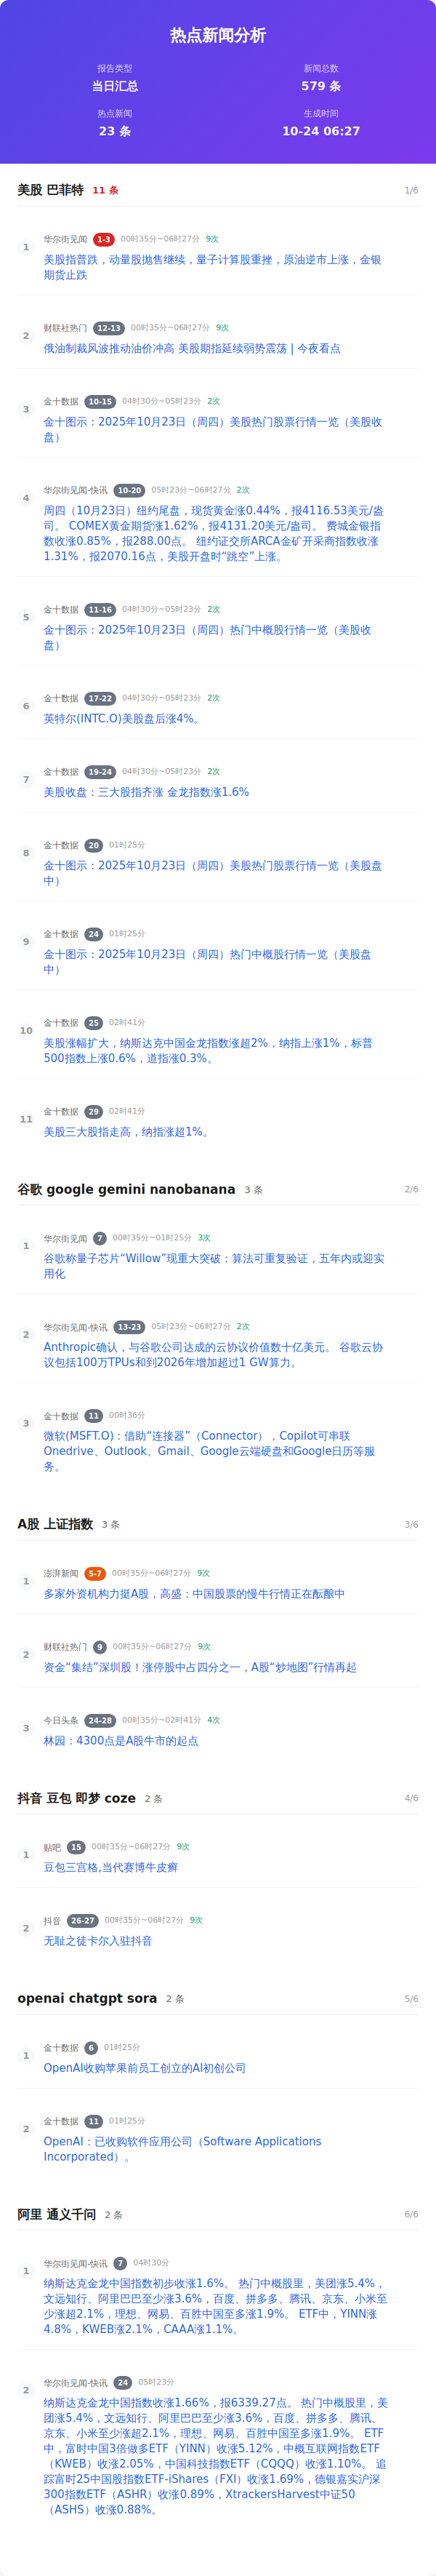 热点新闻分析
报告类型
当日汇总
新闻总数
579 条
热点新闻
23 条
生成时间
10-24 06:27
美股 巴菲特 11 条 1/6
1 华尔街见闻 1-3 00时35分~06时27分 9次
美股指普跌，动量股抛售继续，量子计算股重挫，原油逆市上涨，金银
期货止跌
2 财联社热门 12-13 00时35分~06时27分 9次
俄油制裁风波推动油价冲高 美股期指延续弱势震荡 | 今夜看点
3 金十数据 10-15 04时30分~05时23分 2次
金十图示：2025年10月23日（周四）美股热门股票行情一览（美股收
盘）
4 华尔街见闻-快讯 10-20 05时23分~06时27分 2次
周四（10月23日）纽约尾盘，现货黄金涨0.44%，报4116.53美元/盎
司。 COMEX黄金期货涨1.62%，报4131.20美元/盎司。 费城金银指
数收涨0.85%，报288.00点。 纽约证交所ARCA金矿开采商指数收涨
1.31%，报2070.16点，美股开盘时“跳空”上涨。
5 金十数据 11-16 04时30分~05时23分 2次
金十图示：2025年10月23日（周四）热门中概股行情一览（美股收
盘）
6 金十数据 17-22 04时30分~05时23分 2次
英特尔(INTC.O)美股盘后涨4%。
7 金十数据 19-24 04时30分~05时23分 2次
美股收盘：三大股指齐涨 金龙指数涨1.6%
8 金十数据 20 01时25分
金十图示：2025年10月23日（周四）美股热门股票行情一览（美股盘
中）
9 金十数据 24 01时25分
金十图示：2025年10月23日（周四）热门中概股行情一览（美股盘
中）
10 金十数据 25 02时41分
美股涨幅扩大，纳斯达克中国金龙指数涨超2%，纳指上涨1%，标普
500指数上涨0.6%，道指涨0.3%。
11 金十数据 29 02时41分
美股三大股指走高，纳指涨超1%。
谷歌 google gemini nanobanana 3 条 2/6
1 华尔街见闻 7 00时35分~01时25分 3次
谷歌称量子芯片“Willow”现重大突破：算法可重复验证，五年内或迎实
用化
2 华尔街见闻-快讯 13-23 05时23分~06时27分 2次
Anthropic确认，与谷歌公司达成的云协议价值数十亿美元。 谷歌云协
议包括100万TPUs和到2026年增加超过1 GW算力。
3 金十数据 11 00时36分
微软(MSFT.O)：借助“连接器”（Connector），Copilot可串联
Onedrive、Outlook、Gmail、Google云端硬盘和Google日历等服
务。
A股 上证指数 3 条 3/6
1 澎湃新闻 5-7 00时35分~06时27分 9次
多家外资机构力挺A股，高盛：中国股票的慢牛行情正在酝酿中
2 财联社热门 9 00时35分~06时27分 9次
资金“集结”深圳股！涨停股中占四分之一，A股“炒地图”行情再起
3 今日头条 24-28 00时35分~02时41分 4次
林园：4300点是A股牛市的起点
抖音 豆包 即梦 coze 2 条 4/6
1 贴吧 15 00时35分~06时27分 9次
豆包三宫格,当代赛博牛皮癣
2 抖音 26-27 00时35分~06时27分 9次
无耻之徒卡尔入驻抖音
openai chatgpt sora 2 条 5/6
1 金十数据 6 01时25分
OpenAI收购苹果前员工创立的AI初创公司
2 金十数据 11 01时25分
OpenAI：已收购软件应用公司（Software Applications
Incorporated）。
阿里 通义千问 2 条 6/6
1 华尔街见闻-快讯 7 04时30分
纳斯达克金龙中国指数初步收涨1.6%。 热门中概股里，美团涨5.4%，
文远知行、阿里巴巴至少涨3.6%，百度、拼多多、腾讯、京东、小米至
少涨超2.1%，理想、网易、百胜中国至多涨1.9%。 ETF中，YINN涨
4.8%，KWEB涨2.1%，CAAA涨1.1%。
2 华尔街见闻-快讯 24 05时23分
纳斯达克金龙中国指数收涨1.66%，报6339.27点。 热门中概股里，美
团涨5.4%，文远知行、阿里巴巴至少涨3.6%，百度、拼多多、腾讯、
京东、小米至少涨超2.1%，理想、网易、百胜中国至多涨1.9%。 ETF
中，富时中国3倍做多ETF（YINN）收涨5.12%，中概互联网指数ETF
（KWEB）收涨2.05%，中国科技指数ETF（CQQQ）收涨1.10%。 追
踪富时25中国股指数ETF-iShares（FXI）收涨1.69%，德银嘉实沪深
300指数ETF（ASHR）收涨0.89%，XtrackersHarvest中证50
（ASHS）收涨0.88%。